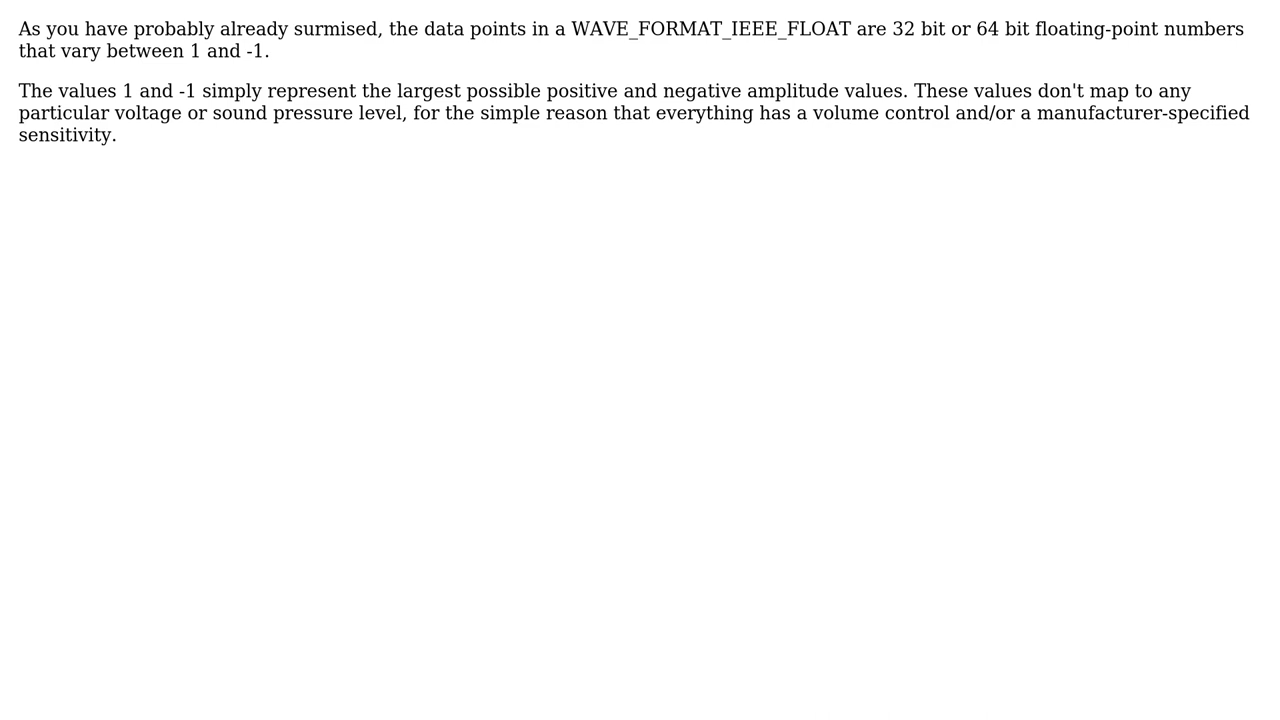 As you have probably already surmised, the data points in a WAVE_FORMAT_IEEE_FLOAT are 32 bit or 64 bit floating-point numbers
that vary between 1 and -1.
The values 1 and -1 simply represent the largest possible positive and negative amplitude values. These values don't map to any
particular voltage or sound pressure level, for the simple reason that everything has a volume control and/or a manufacturer-specified
sensitivity.